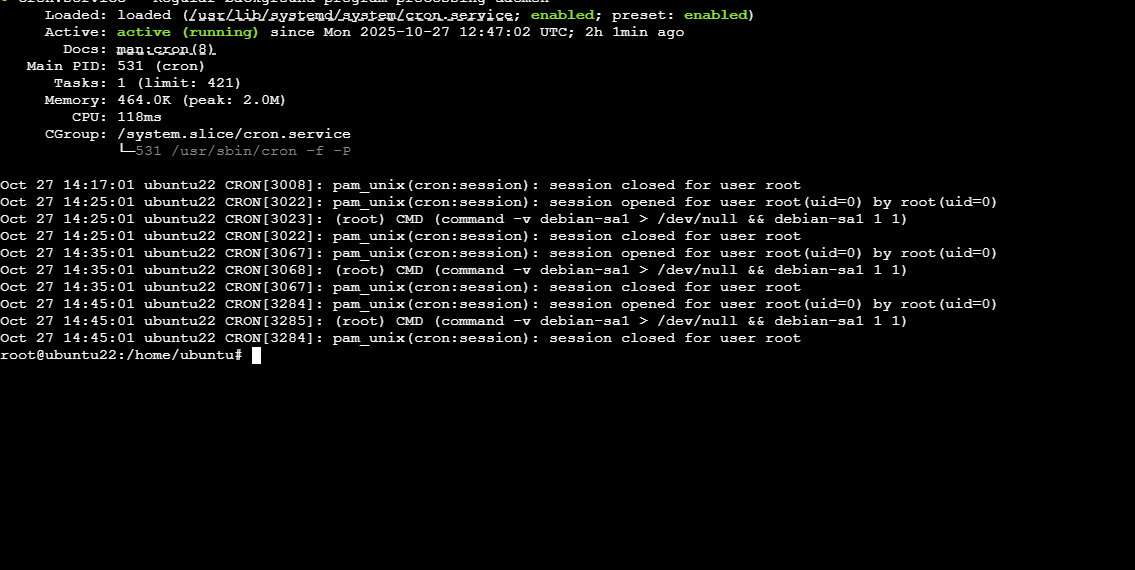 cron.service - Regular background program processing daemon
Loaded: loaded (/usr/lib/systemd/system/cron.service; enabled; preset: enabled)
Active: active (running) since Mon 2025-10-27 12:47:02 UTC; 2h 1min ago
Docs: man:cron(8)
Main PID: 531 (cron)
Tasks: 1 (limit: 421)
Memory: 464.0K (peak: 2.0M)
CPU: 118ms
CGroup: /system.slice/cron.service
└─531 /usr/sbin/cron -f -P
Oct 27 14:17:01 ubuntu22 CRON[3008]: pam_unix(cron:session): session closed for user root
Oct 27 14:25:01 ubuntu22 CRON[3022]: pam_unix(cron:session): session opened for user root(uid=0) by root(uid=0)
Oct 27 14:25:01 ubuntu22 CRON[3023]: (root) CMD (command -v debian-sa1 > /dev/null && debian-sa1 1 1)
Oct 27 14:25:01 ubuntu22 CRON[3022]: pam_unix(cron:session): session closed for user root
Oct 27 14:35:01 ubuntu22 CRON[3067]: pam_unix(cron:session): session opened for user root(uid=0) by root(uid=0)
Oct 27 14:35:01 ubuntu22 CRON[3068]: (root) CMD (command -v debian-sa1 > /dev/null && debian-sa1 1 1)
Oct 27 14:35:01 ubuntu22 CRON[3067]: pam_unix(cron:session): session closed for user root
Oct 27 14:45:01 ubuntu22 CRON[3284]: pam_unix(cron:session): session opened for user root(uid=0) by root(uid=0)
Oct 27 14:45:01 ubuntu22 CRON[3285]: (root) CMD (command -v debian-sa1 > /dev/null && debian-sa1 1 1)
Oct 27 14:45:01 ubuntu22 CRON[3284]: pam_unix(cron:session): session closed for user root
root@ubuntu22:/home/ubuntu#